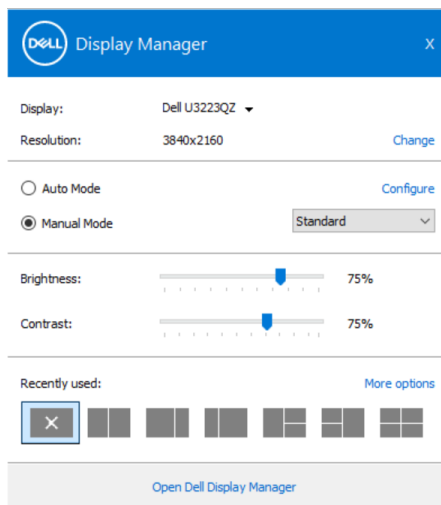 DELL Display Manager X
Display: Dell U3223QZ
Resolution: 3840x2160 Change
Auto Mode Configure
Manual Mode Standard
Brightness: 75%
Contrast: 75%
Recently used: More options
Open Dell Display Manager